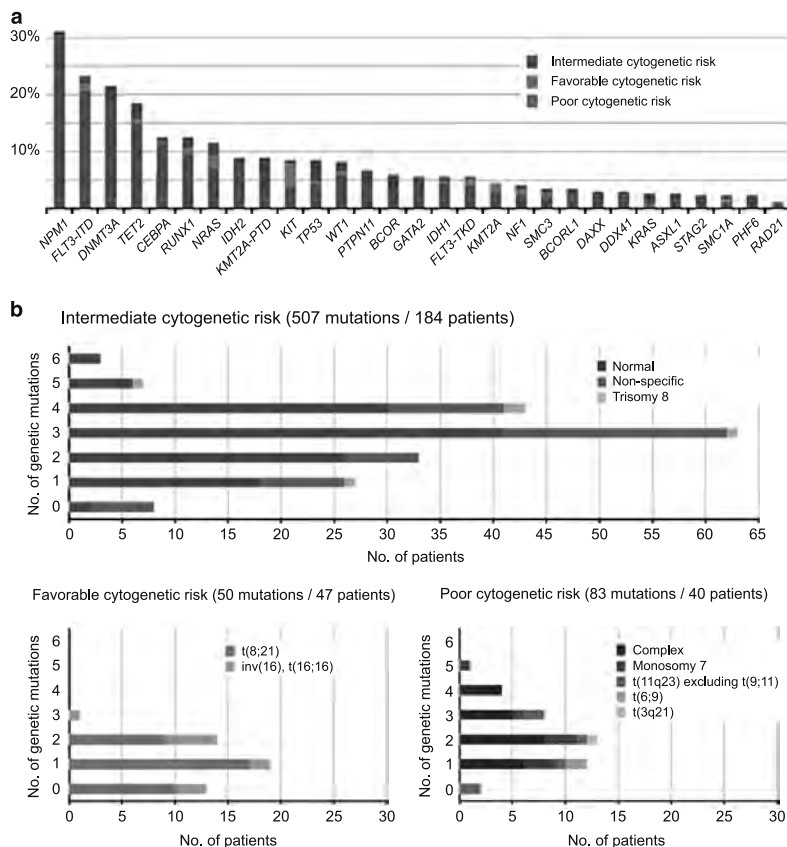 a
30%
20%
10%
Intermediate cytogenetic risk
Favorable cytogenetic risk
Poor cytogenetic risk
NPM1
FLT3-ITD
DNMT3A
TET2
CEBPA
RUNX1
NRAS
IDH2
KMT2A-PTD
KIT
TP53
WT1
PTPN11
BCOR
GATA2
IDH1
FLT3-TKD
KMT2A
NF1
SMC3
BCORL1
DAXX
DDX41
KRAS
ASXL1
STAG2
SMC1A
PHF6
RAD21
b
Intermediate cytogenetic risk (507 mutations / 184 patients)
No. of genetic mutations
6
5
4
3
2
1
0
Normal
Non-specific
Trisomy 8
0 5 10 15 20 25 30 35 40 45 50 55 60 65
No. of patients
Favorable cytogenetic risk (50 mutations / 47 patients)
No. of genetic mutations
6
5
4
3
2
1
0
t(8;21)
inv(16), t(16;16)
0 5 10 15 20 25 30
No. of patients
Poor cytogenetic risk (83 mutations / 40 patients)
No. of genetic mutations
6
5
4
3
2
1
0
Complex
Monosomy 7
t(11q23) excluding t(9;11)
t(6;9)
t(3q21)
0 5 10 15 20 25 30
No. of patients